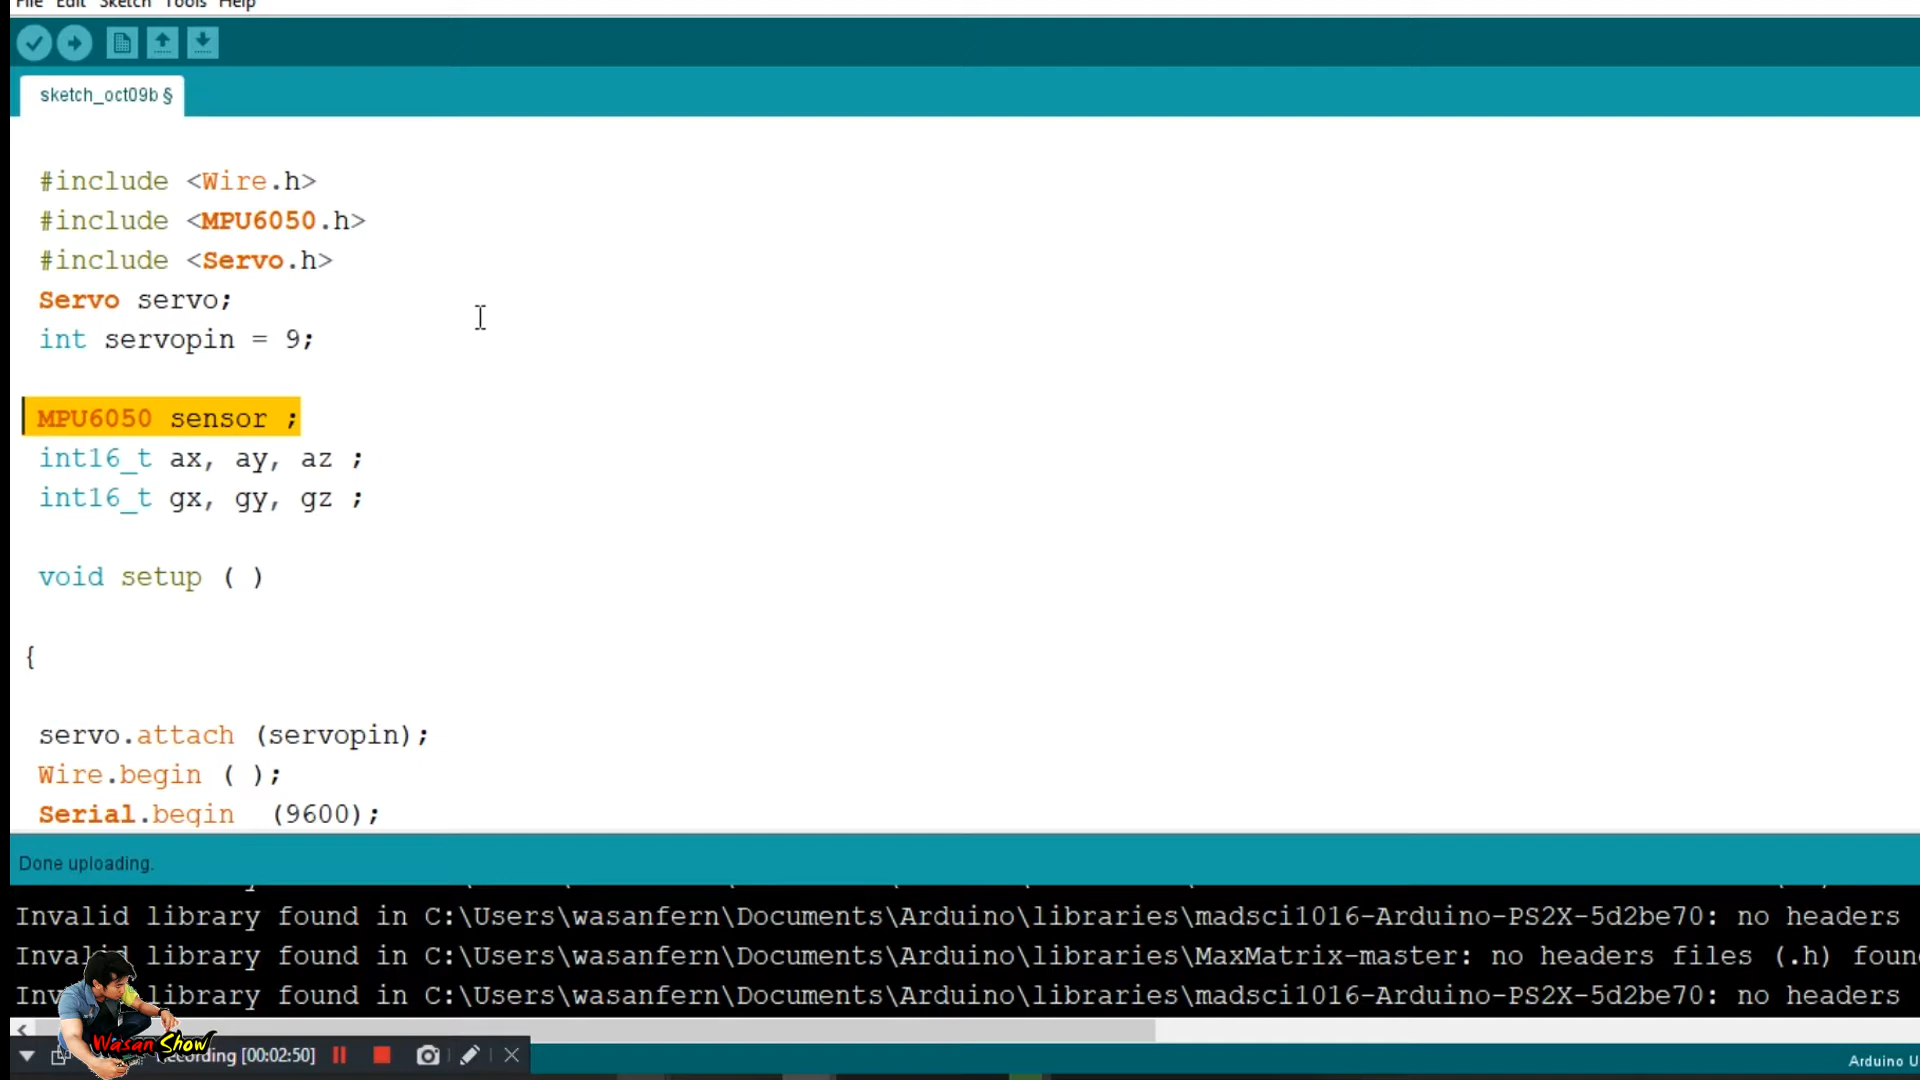 File Edit Sketch Tools Help
sketch_oct09b §
#include <Wire.h>
#include <MPU6050.h>
#include <Servo.h>
Servo servo;
int servopin = 9;
MPU6050 sensor ;
int16_t ax, ay, az ;
int16_t gx, gy, gz ;
void setup ( )
{
servo.attach (servopin);
Wire.begin ( );
Serial.begin  (9600);
Done uploading.
Invalid library found in C:\Users\wasanfern\Documents\Arduino\libraries\madsci1016-Arduino-PS2X-5d2be70: no headers
library found in C:\Users\wasanfern\Documents\Arduino\libraries\MaxMatrix-master: no headers files (.h) foun
library found in C:\Users\wasanfern\Documents\Arduino\libraries\madsci1016-Arduino-PS2X-5d2be70: no headers
Wasan Show
Recording [00:02:50]
Arduino U